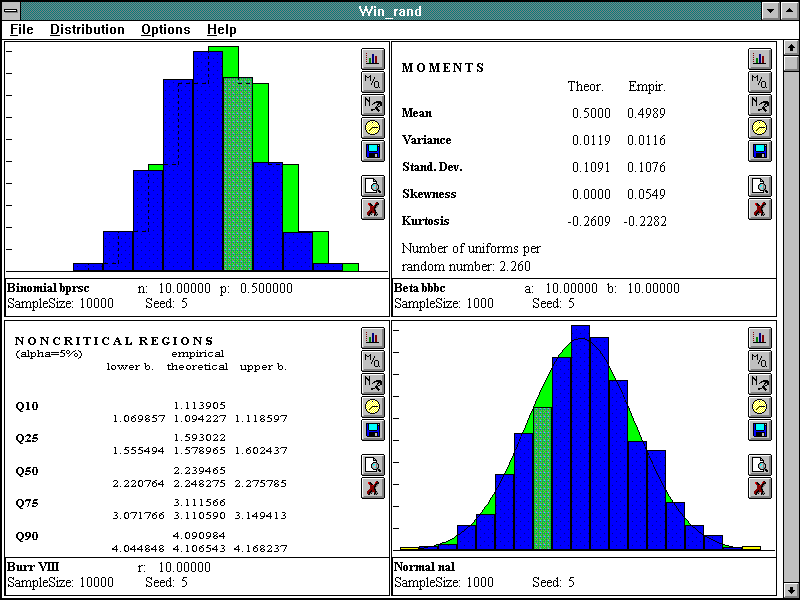 Win_rand
File Distribution Options Help
Binomial bprsc n: 10.00000 p: 0.500000
SampleSize: 10000 Seed: 5
MOMENTS
Theor. Empir.
Mean 0.5000 0.4989
Variance 0.0119 0.0116
Stand. Dev. 0.1091 0.1076
Skewness 0.0000 0.0549
Kurtosis -0.2609 -0.2282
Number of uniforms per
random number: 2.260
Beta bbbc a: 10.00000 b: 10.00000
SampleSize: 1000 Seed: 5
NONCRITICAL REGIONS
(alpha=5%) empirical
lower b. theoretical upper b.
Q10 1.113905
1.069857 1.094227 1.118597
Q25 1.593022
1.555494 1.578965 1.602437
Q50 2.239465
2.220764 2.248275 2.275785
Q75 3.111566
3.071766 3.110590 3.149413
Q90 4.090984
4.044848 4.106543 4.168237
Burr VIII r: 10.00000
SampleSize: 10000 Seed: 5
Normal nal
SampleSize: 1000 Seed: 5